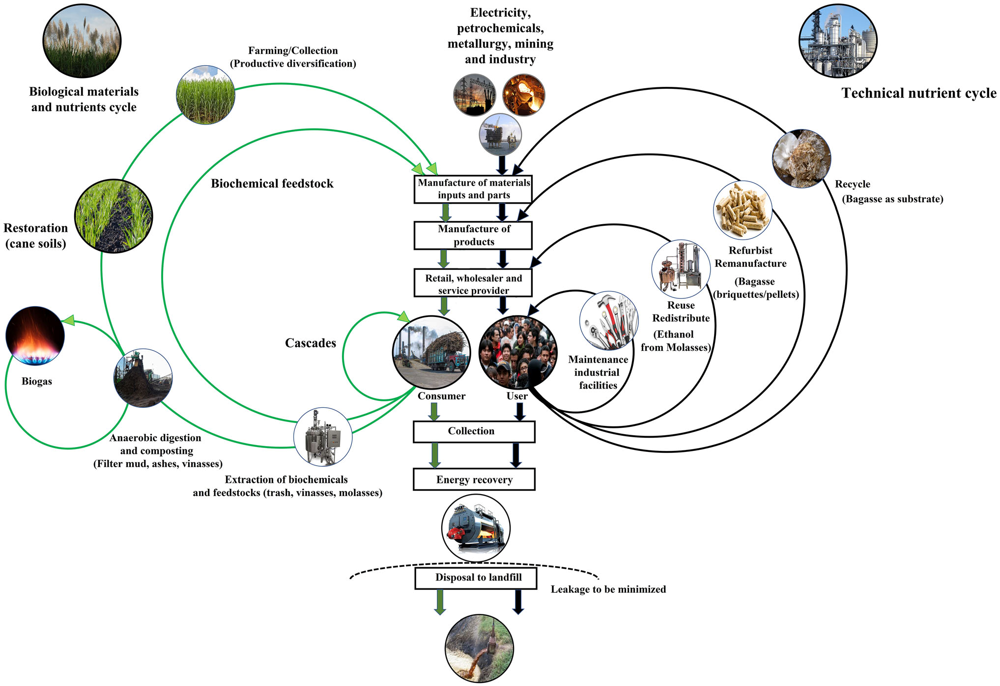 Electricity,
petrochemicals,
metallurgy, mining
and industry
Biological materials
and nutrients cycle
Farming/Collection
(Productive diversification)
Technical nutrient cycle
Biochemical feedstock
Manufacture of materials
inputs and parts
Recycle
(Bagasse as substrate)
Restoration
(cane soils)
Manufacture of
products
Refurbist
Remanufacture
(Bagasse
(briquettes/pellets)
Retail, wholesaler and
service provider
Reuse
Redistribute
(Ethanol
from Molasses)
Cascades
Maintenance
industrial
facilities
Biogas
Consumer
User
Collection
Anaerobic digestion
and composting
(Filter mud, ashes, vinasses)
Extraction of biochemicals
and feedstocks (trash, vinasses, molasses)
Energy recovery
Disposal to landfill
Leakage to be minimized